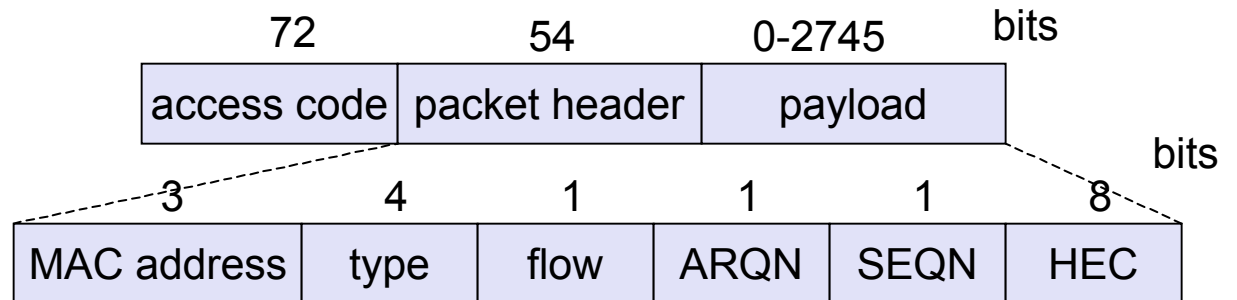 72 54 0-2745 bits
access code packet header payload
bits
3 4 1 1 1 8
MAC address type flow ARQN SEQN HEC